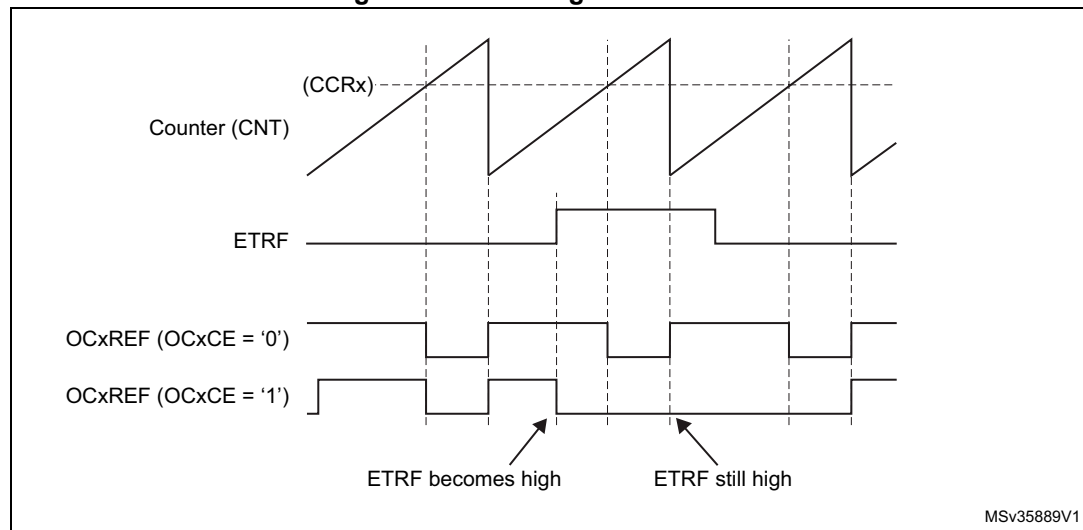 (CCRx)
Counter (CNT)
ETRF
OCxREF (OCxCE = ‘0’)
OCxREF (OCxCE = ‘1’)
ETRF becomes high
ETRF still high
MSv35889V1